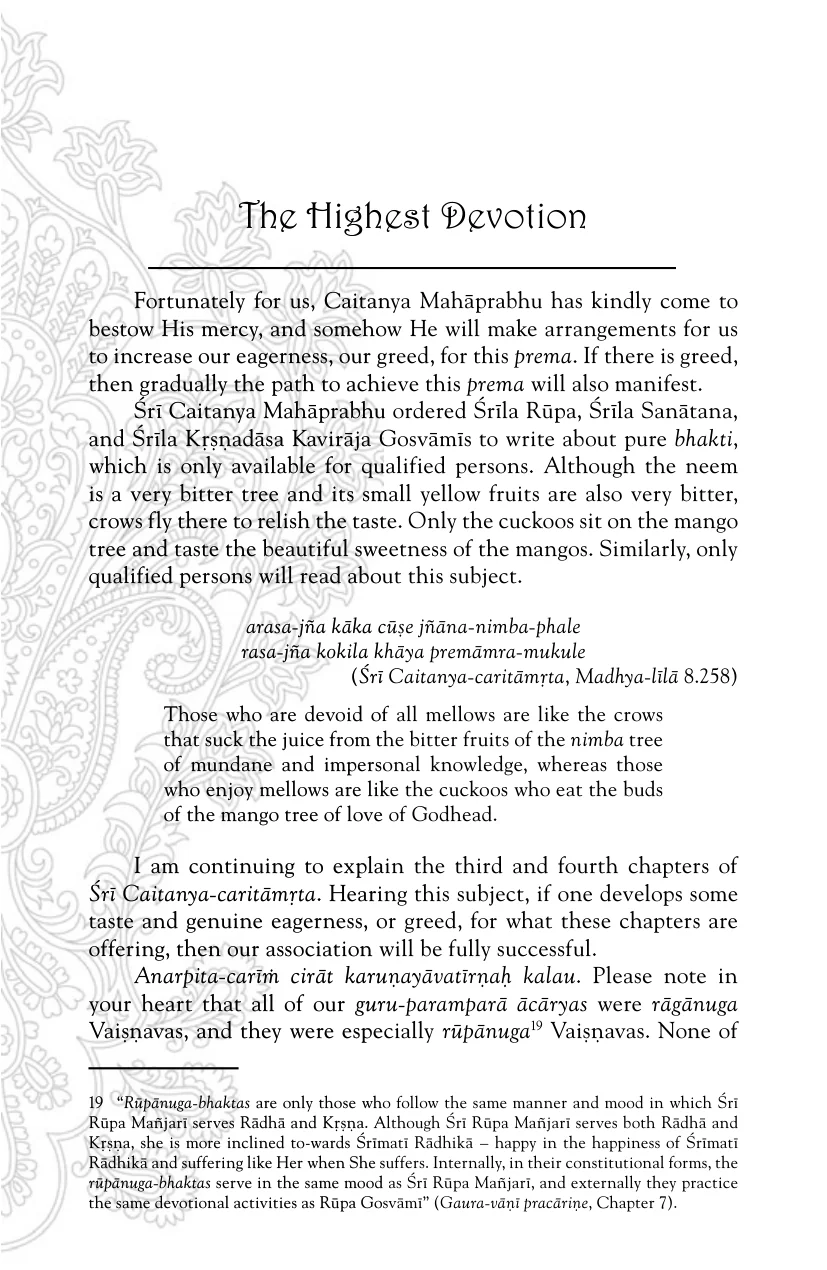 The Highest Devotion
Fortunately for us, Caitanya Mahāprabhu has kindly come to
bestow His mercy, and somehow He will make arrangements for us
to increase our eagerness, our greed, for this prema. If there is greed,
then gradually the path to achieve this prema will also manifest.
Śrī Caitanya Mahāprabhu ordered Śrīla Rūpa, Śrīla Sanātana,
and Śrīla Kṛṣṇadāsa Kavirāja Gosvāmīs to write about pure bhakti,
which is only available for qualified persons. Although the neem
is a very bitter tree and its small yellow fruits are also very bitter,
crows fly there to relish the taste. Only the cuckoos sit on the mango
tree and taste the beautiful sweetness of the mangos. Similarly, only
qualified persons will read about this subject.
arasa-jña kāka cūṣe jñāna-nimba-phale
rasa-jña kokila khāya premāmra-mukule
(Śrī Caitanya-caritāmṛta, Madhya-līlā 8.258)
Those who are devoid of all mellows are like the crows
that suck the juice from the bitter fruits of the nimba tree
of mundane and impersonal knowledge, whereas those
who enjoy mellows are like the cuckoos who eat the buds
of the mango tree of love of Godhead.
I am continuing to explain the third and fourth chapters of
Śrī Caitanya-caritāmṛta. Hearing this subject, if one develops some
taste and genuine eagerness, or greed, for what these chapters are
offering, then our association will be fully successful.
Anarpita-carīṁ cirāt karuṇayāvatīrṇaḥ kalau. Please note in
your heart that all of our guru-paramparā ācāryas were rāgānuga
Vaiṣṇavas, and they were especially rūpānuga19 Vaiṣṇavas. None of
19 “Rūpānuga-bhaktas are only those who follow the same manner and mood in which Śrī
Rūpa Mañjarī serves Rādhā and Kṛṣṇa. Although Śrī Rūpa Mañjarī serves both Rādhā and
Kṛṣṇa, she is more inclined to-wards Śrīmatī Rādhikā – happy in the happiness of Śrīmatī
Rādhikā and suffering like Her when She suffers. Internally, in their constitutional forms, the
rūpānuga-bhaktas serve in the same mood as Śrī Rūpa Mañjarī, and externally they practice
the same devotional activities as Rūpa Gosvāmī” (Gaura-vāṇī pracāriṇe, Chapter 7).